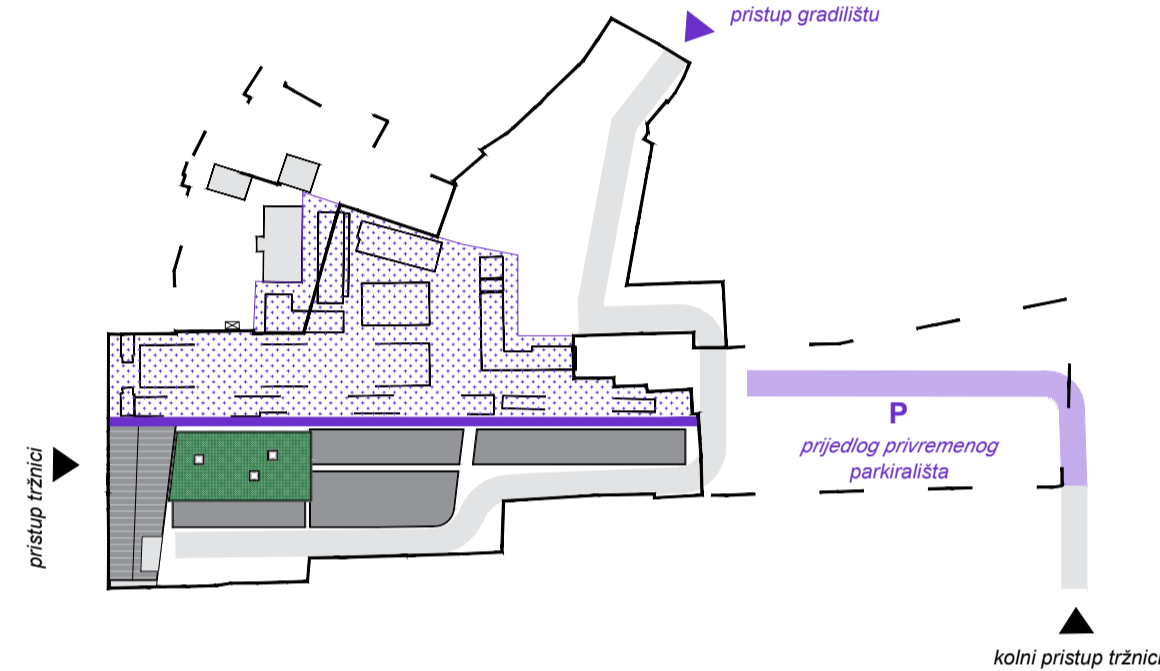 pristup gradilištu
P
prijedlog privremenog
parkirališta
pristup tržnici
kolni pristup tržnici